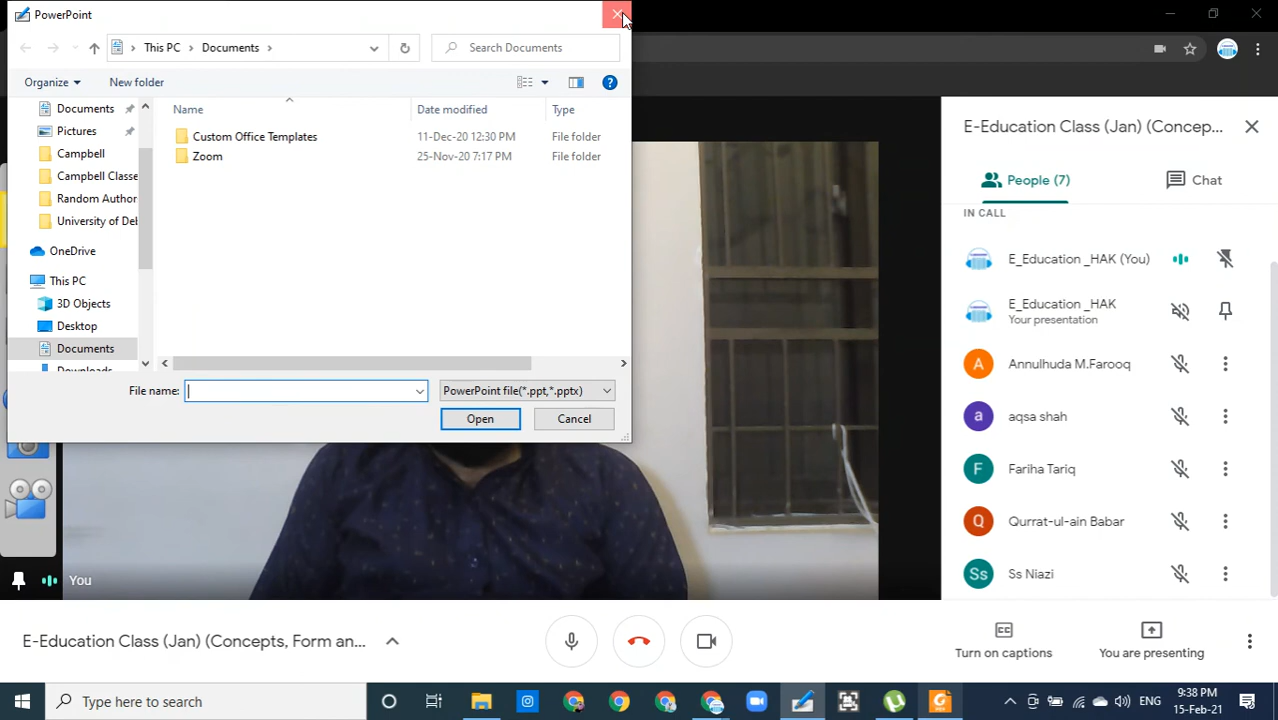 PowerPoint
This PC > Documents >
Search Documents
Organize
New folder
Name
Date modified
Type
Documents
Pictures
Campbell
Campbell Classe
Random Author
University of Deb
OneDrive
This PC
3D Objects
Desktop
Documents
Custom Office Templates 11-Dec-20 12:30 PM File folder
Zoom 25-Nov-20 7:17 PM File folder
File name:
PowerPoint file(*.ppt,*.pptx)
Open
Cancel
You
E-Education Class (Jan) (Concep...
People (7)
Chat
IN CALL
E_Education _HAK (You)
E_Education _HAK
Your presentation
A Annulhuda M.Farooq
a aqsa shah
F Fariha Tariq
Q Qurrat-ul-ain Babar
Ss Ss Niazi
E-Education Class (Jan) (Concepts, Form an...
CC
Turn on captions
You are presenting
Type here to search
ENG
9:38 PM
15-Feb-21